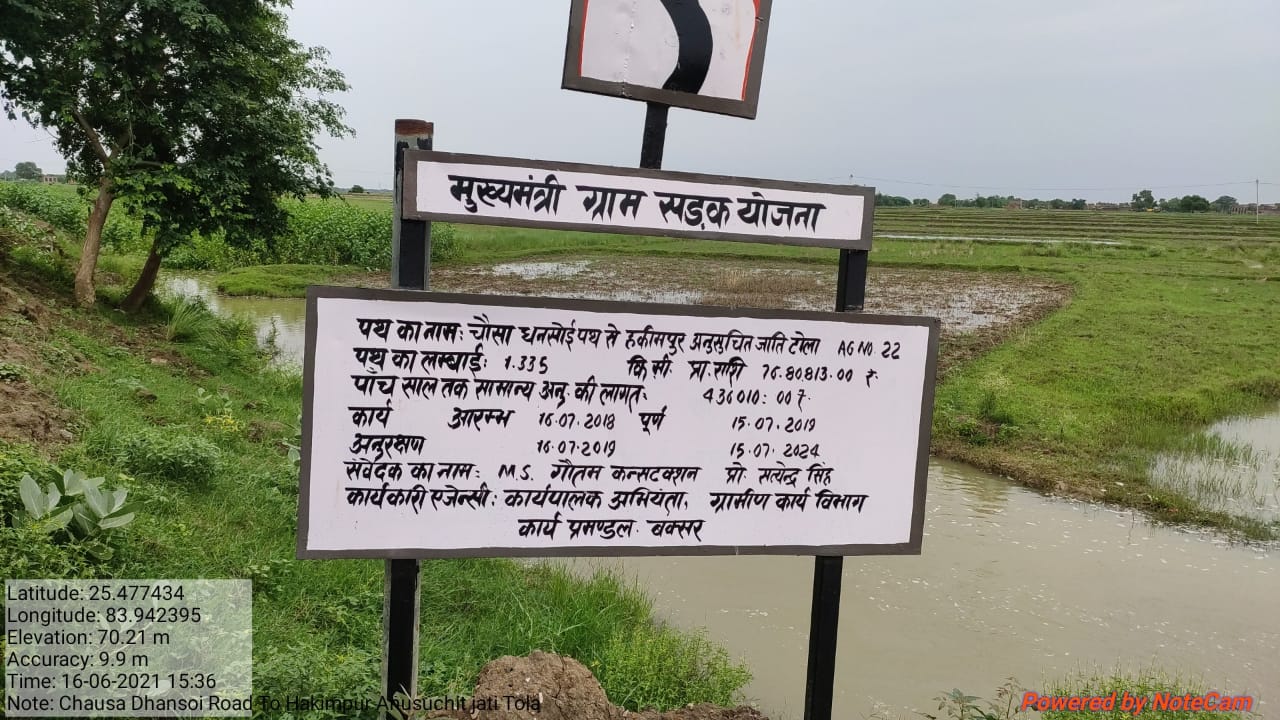 मुख्यमंत्री ग्राम सड़क योजना
पथ का नाम: चौसा धनसोई पथ से हकीमपुर अनुसुचित जाति टोला AG NO. 22
पथ का लम्बाई: 1.335 कि.मी. प्रा.राशि 76.80813.00 रु.
पाँच साल तक सामान्य अनु. की लागत: 436010:00 रु.
कार्य आरम्भ 16.07.2018 पूर्ण 15.07.2019
अनुरक्षण 16.07.2019 15.07.2024
संवेदक का नाम: M.S. गौतम कन्सटक्शन प्रो. सत्येन्द्र सिंह
कार्यकारी एजेन्सी: कार्यपालक अभियंता, ग्रामीण कार्य विभाग
कार्य प्रमण्डल. बक्सर
Latitude: 25.477434
Longitude: 83.942395
Elevation: 70.21 m
Accuracy: 9.9 m
Time: 16-06-2021 15:36
Note: Chausa Dhansoi Road To Hakimpur Anusuchit jati Tola
Powered by NoteCam